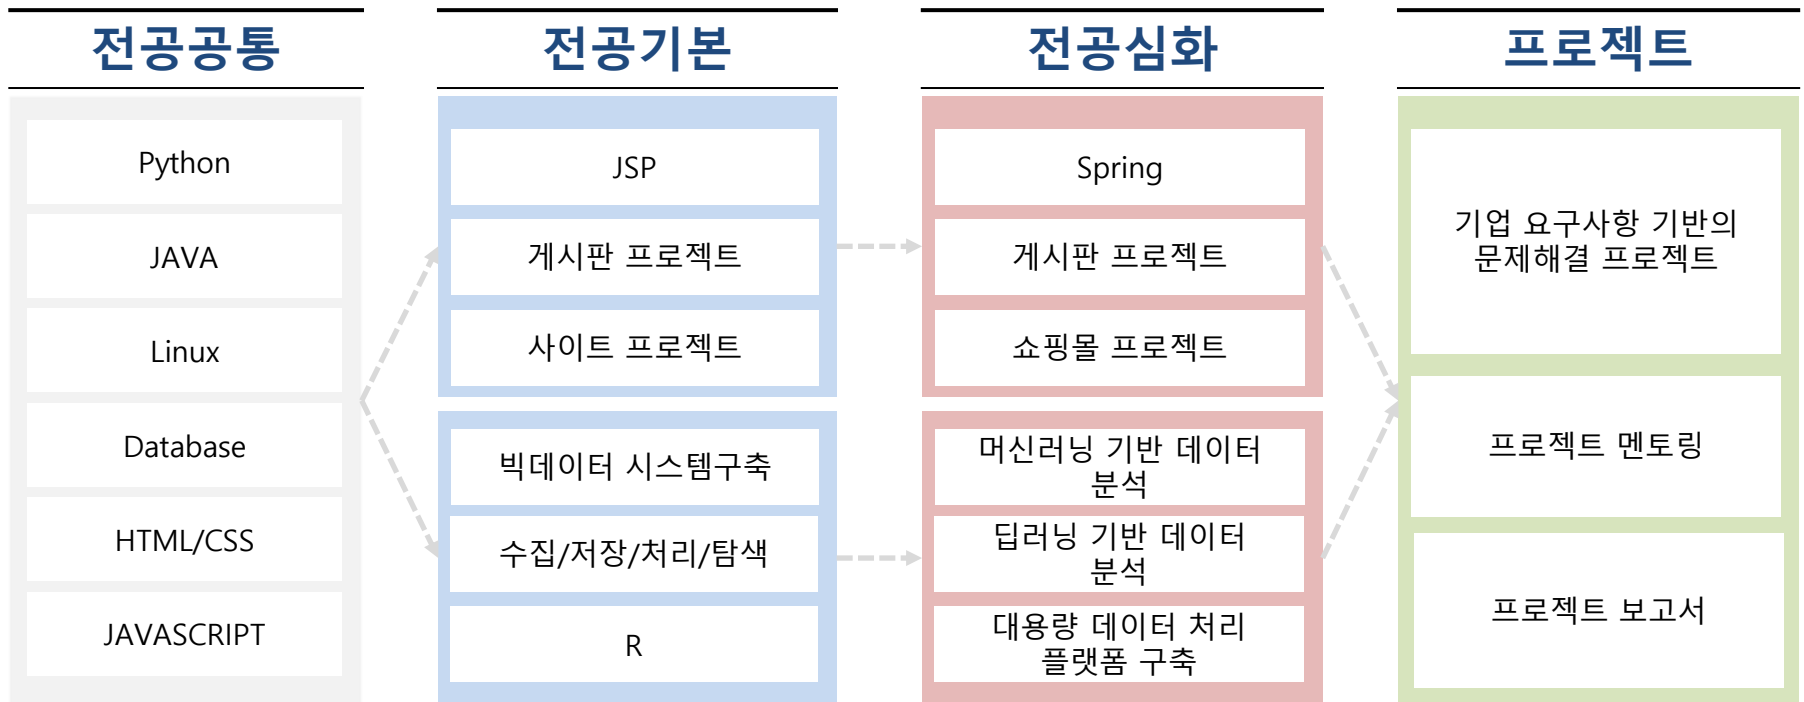 전공공통
Python
JAVA
Linux
Database
HTML/CSS
JAVASCRIPT
전공기본
JSP
게시판 프로젝트
사이트 프로젝트
빅데이터 시스템구축
수집/저장/처리/탐색
R
전공심화
Spring
게시판 프로젝트
쇼핑몰 프로젝트
머신러닝 기반 데이터
분석
딥러닝 기반 데이터
분석
대용량 데이터 처리
플랫폼 구축
프로젝트
기업 요구사항 기반의
문제해결 프로젝트
프로젝트 멘토링
프로젝트 보고서